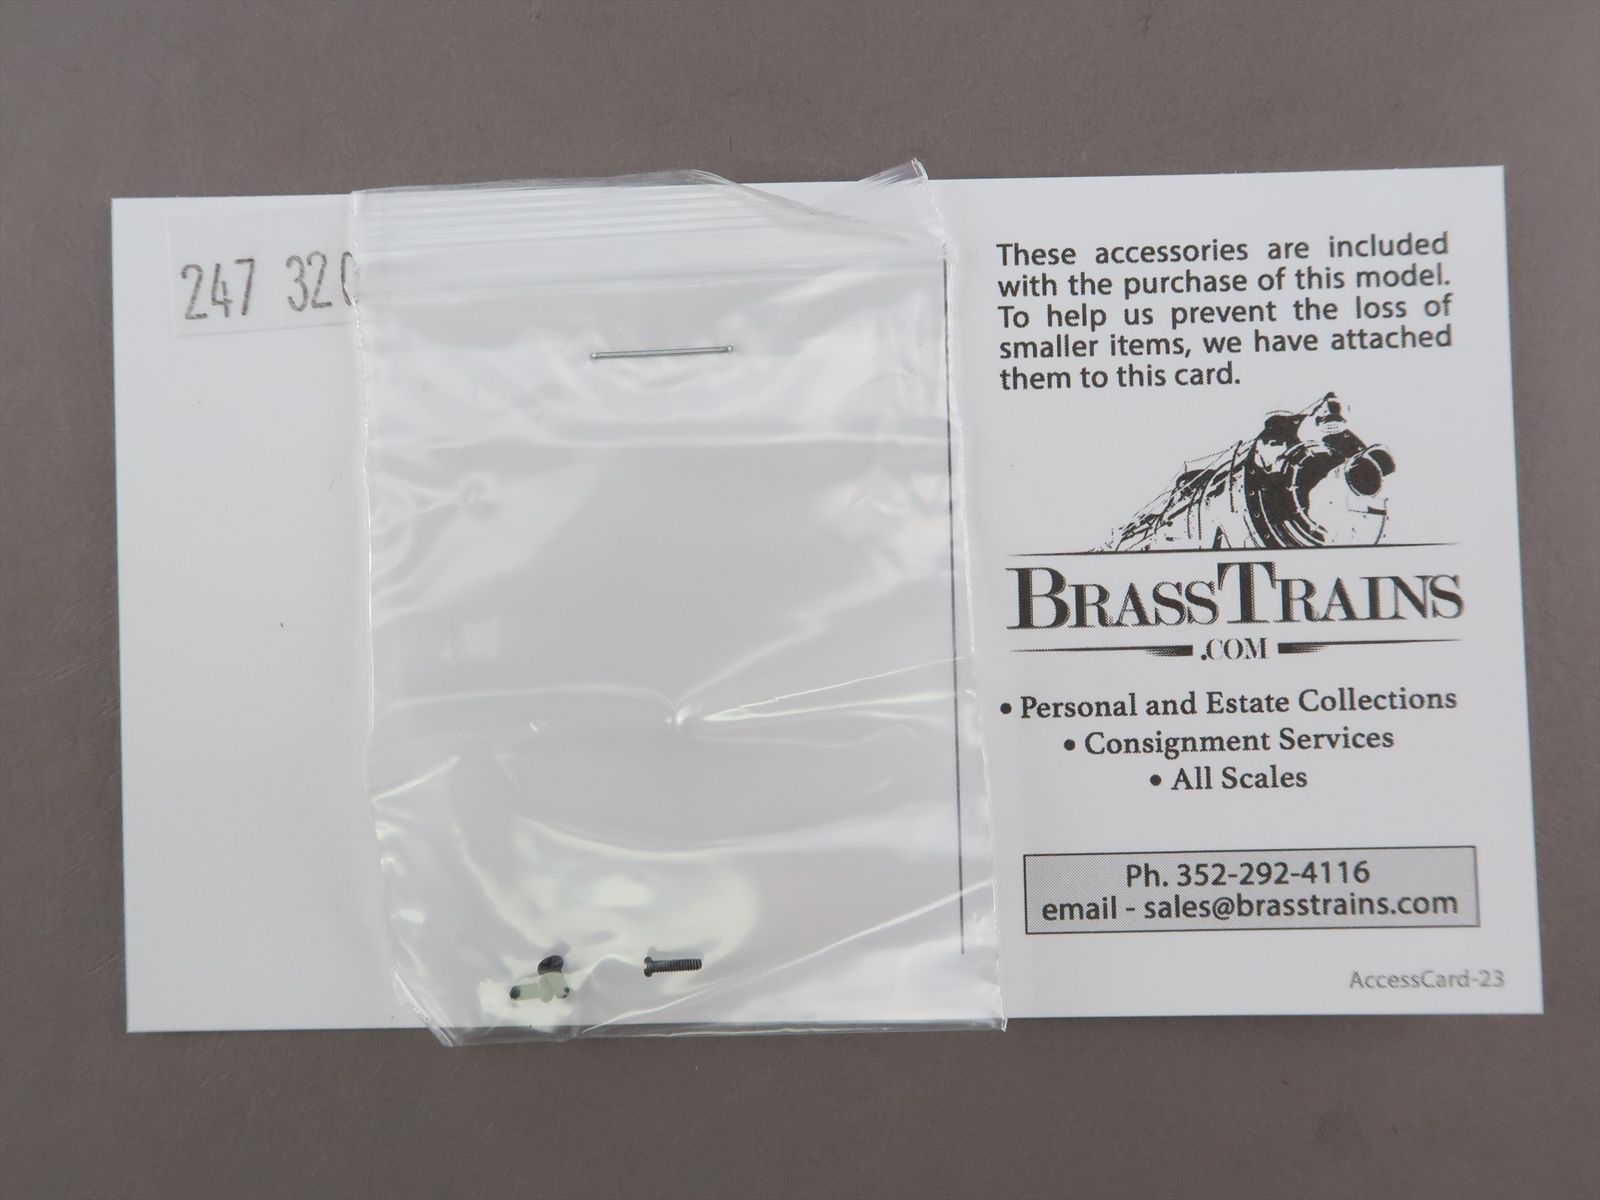 247 320
These accessories are included
with the purchase of this model.
To help us prevent the loss of
smaller items, we have attached
them to this card.
BRASSTRAINS
.COM
• Personal and Estate Collections
• Consignment Services
• All Scales
Ph. 352-292-4116
email - sales@brasstrains.com
AccessCard-23